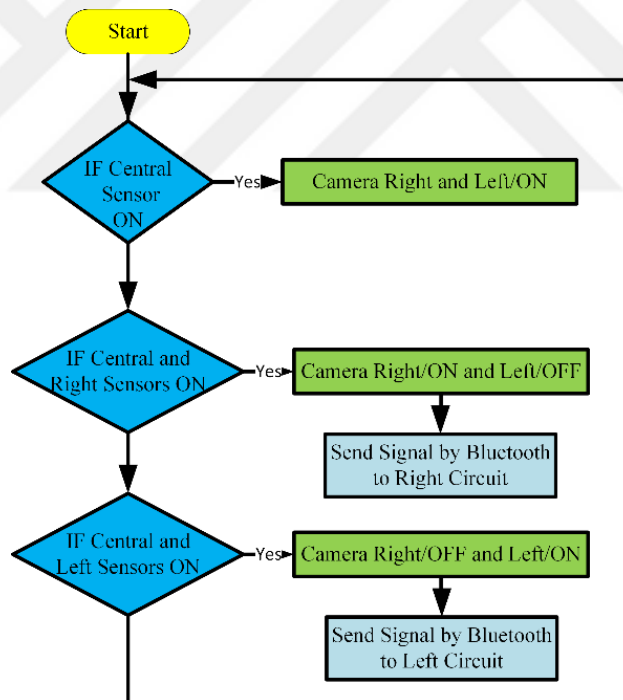 Start
IF Central
Sensor
ON
Yes
Camera Right and Left/ON
IF Central and
Right Sensors ON
Yes
Camera Right/ON and Left/OFF
Send Signal by Bluetooth
to Right Circuit
IF Central and
Left Sensors ON
Yes
Camera Right/OFF and Left/ON
Send Signal by Bluetooth
to Left Circuit